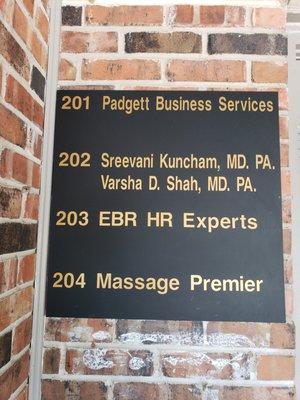 201 Padgett Business Services
202 Sreevani Kuncham, MD. PA.
Varsha D. Shah, MD. PA.
203 EBR HR Experts
204 Massage Premier